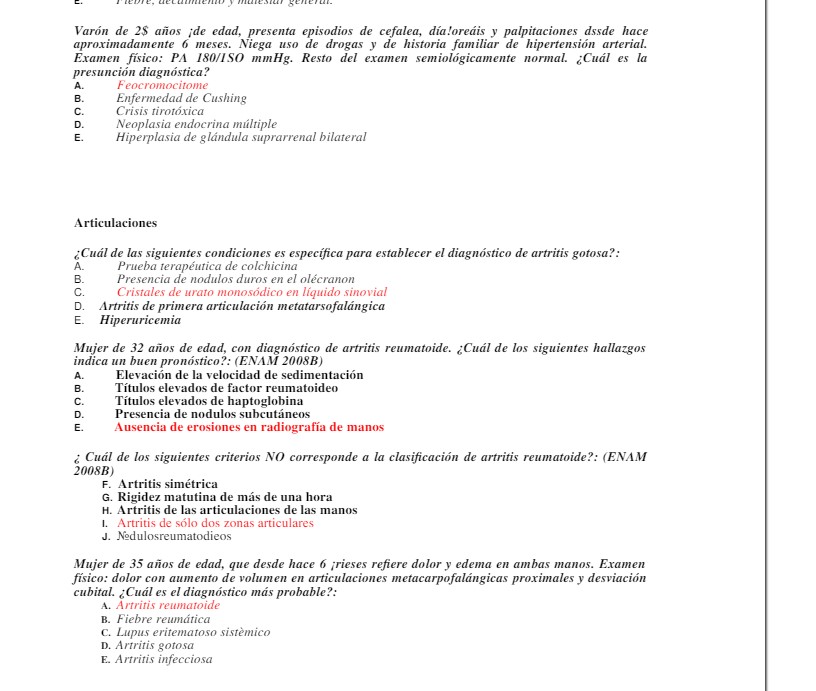 E. Fiebre, decaimiento y malestar general.
Varón de 2$ años ¡de edad, presenta episodios de cefalea, día!oreáis y palpitaciones dssde hace
aproximadamente 6 meses. Niega uso de drogas y de historia familiar de hipertensión arterial.
Examen físico: PA 180/1SO mmHg. Resto del examen semiológicamente normal. ¿Cuál es la
presunción diagnóstica?
A. Feocromocitome
B. Enfermedad de Cushing
C. Crisis tirotóxica
D. Neoplasia endocrina múltiple
E. Hiperplasia de glándula suprarrenal bilateral
Articulaciones
¿Cuál de las siguientes condiciones es específica para establecer el diagnóstico de artritis gotosa?:
A. Prueba terapéutica de colchicina
B. Presencia de nodulos duros en el olécranon
C. Cristales de urato monosódico en líquido sinovial
D. Artritis de primera articulación metatarsofalángica
E. Hiperuricemia
Mujer de 32 años de edad, con diagnóstico de artritis reumatoide. ¿Cuál de los siguientes hallazgos
indica un buen pronóstico?: (ENAM 2008B)
A. Elevación de la velocidad de sedimentación
B. Títulos elevados de factor reumatoideo
C. Títulos elevados de haptoglobina
D. Presencia de nodulos subcutáneos
E. Ausencia de erosiones en radiografía de manos
¿ Cuál de los siguientes criterios NO corresponde a la clasificación de artritis reumatoide?: (ENAM
2008B)
F. Artritis simétrica
G. Rigidez matutina de más de una hora
H. Artritis de las articulaciones de las manos
I. Artritis de sólo dos zonas articulares
J. №dulosreumatodieos
Mujer de 35 años de edad, que desde hace 6 ¡rieses refiere dolor y edema en ambas manos. Examen
físico: dolor con aumento de volumen en articulaciones metacarpofalángicas proximales y desviación
cubital. ¿Cuál es el diagnóstico más probable?:
A. Artritis reumatoide
B. Fiebre reumática
C. Lupus eritematoso sistèmico
D. Artritis gotosa
E. Artritis infecciosa